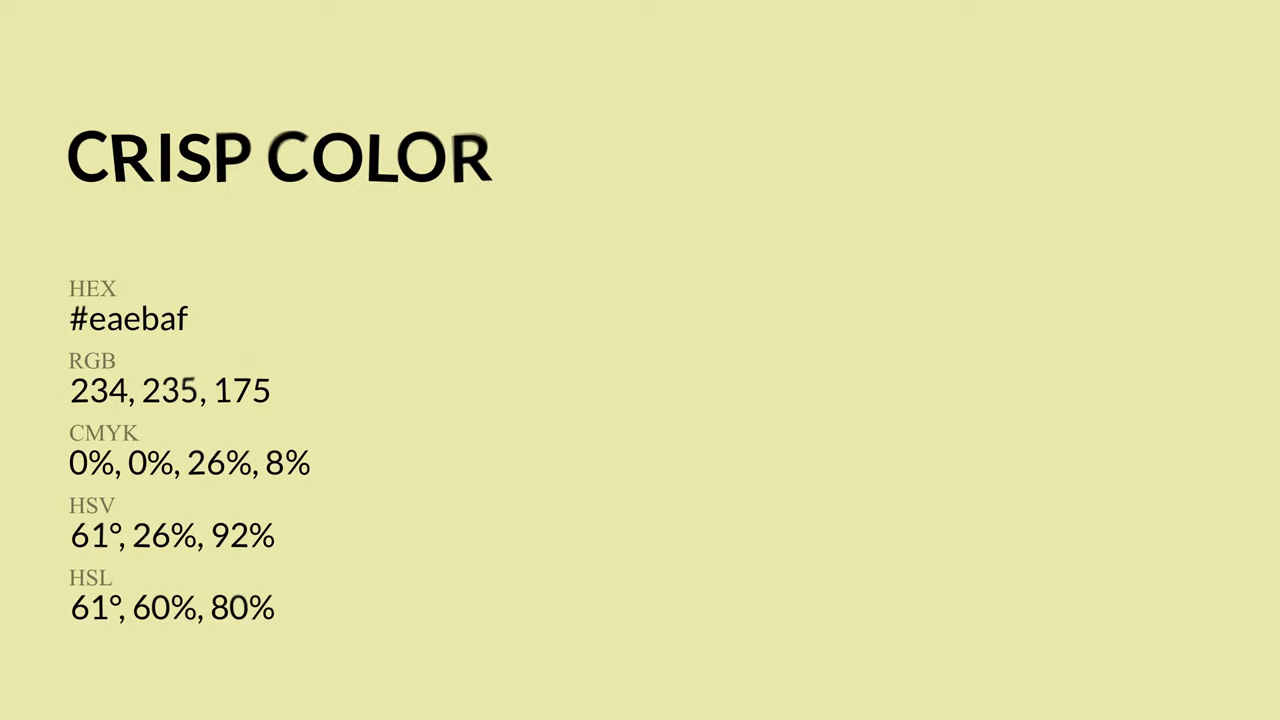 CRISP COLOR
HEX
#eaebaf
RGB
234, 235, 175
CMYK
0%, 0%, 26%, 8%
HSV
61°, 26%, 92%
HSL
61°, 60%, 80%